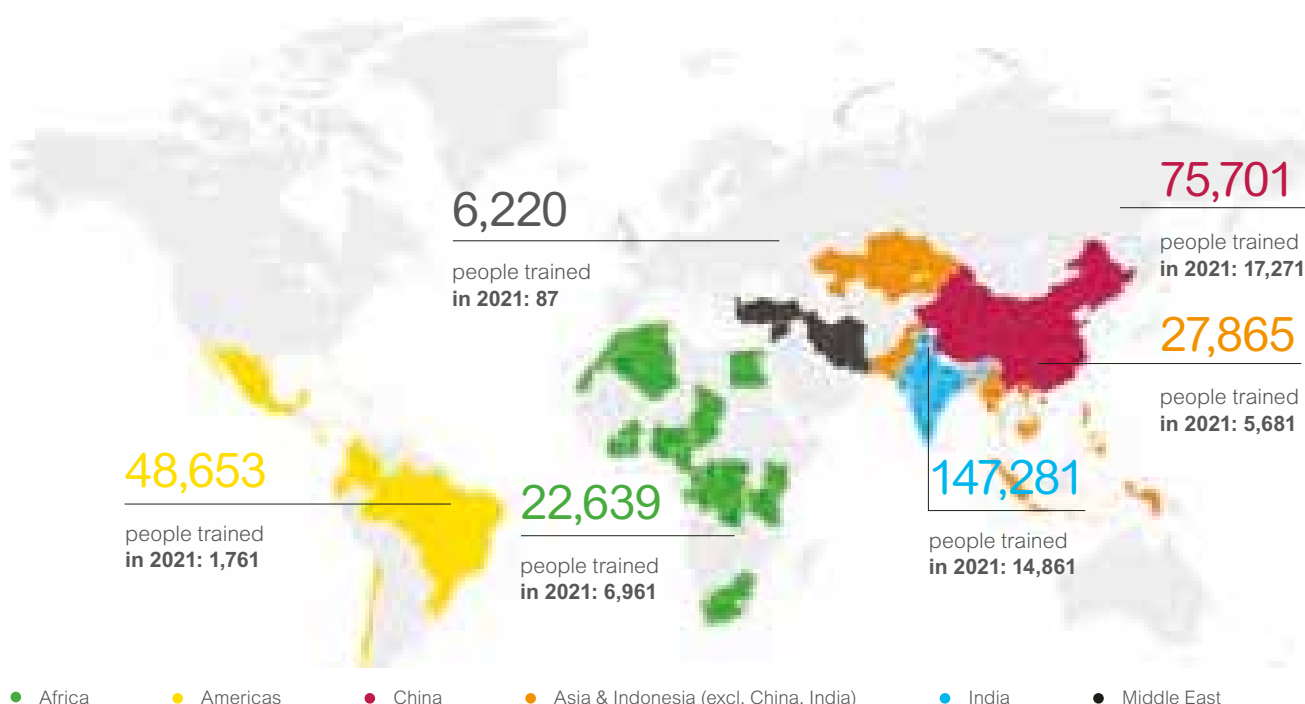 75,701
people trained
in 2021: 17,271
6,220
people trained
in 2021: 87
27,865
people trained
in 2021: 5,681
48,653
people trained
in 2021: 1,761
22,639
people trained
in 2021: 6,961
147,281
people trained
in 2021: 14,861
Africa
Americas
China
Asia & Indonesia (excl. China, India)
India
Middle East